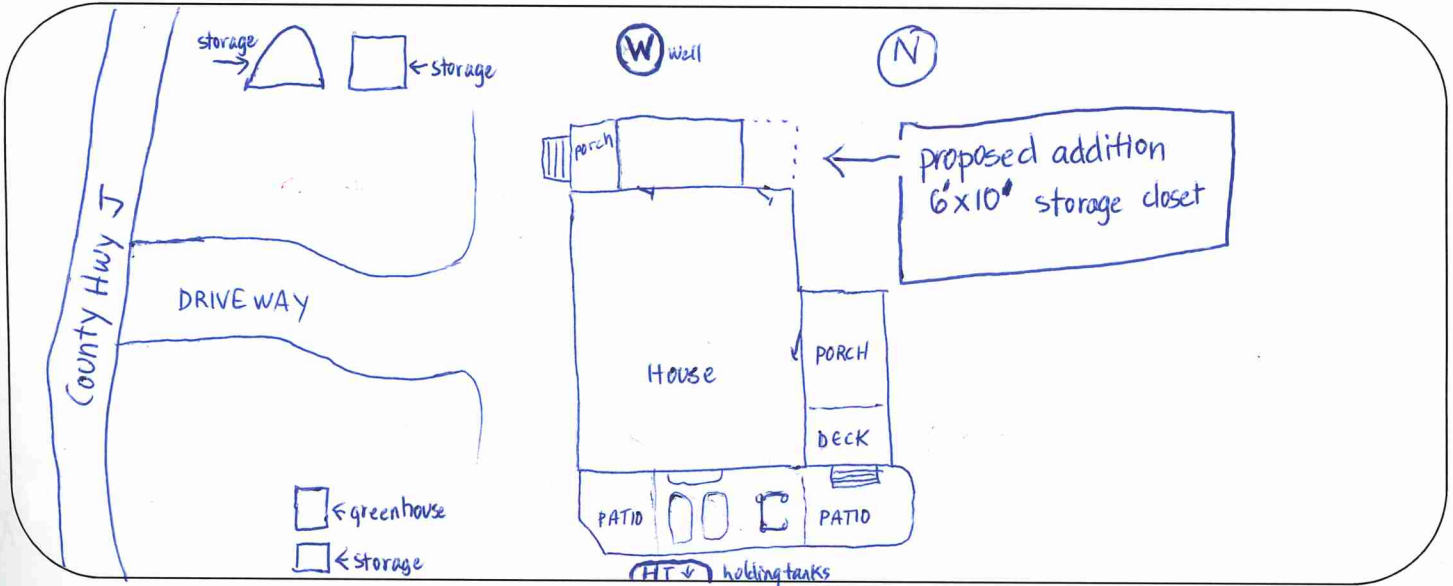 storage
storage
W Well
N
porch
proposed addition
6'x10' storage closet
County Hwy J
DRIVEWAY
House
PORCH
DECK
greenhouse
storage
PATIO
PATIO
HT
holding tanks